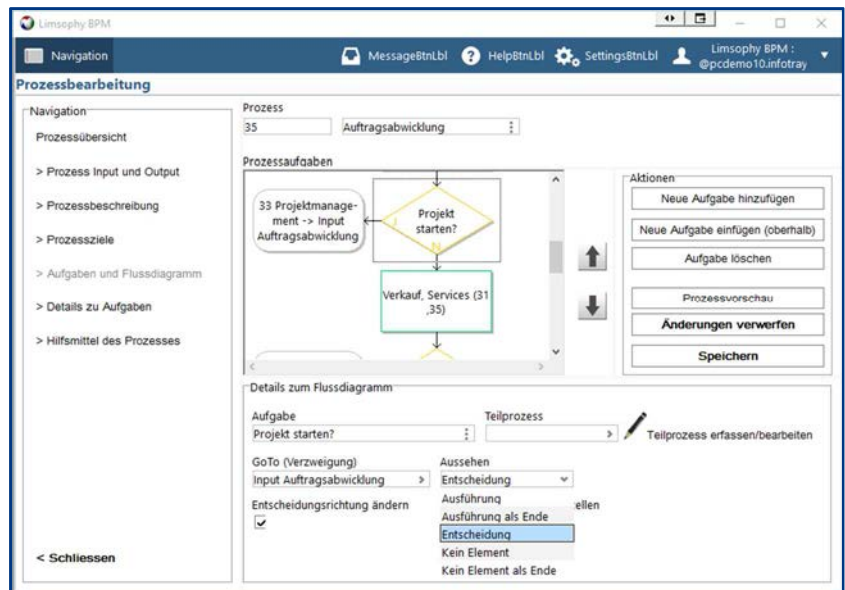 Limsophy BPM
Navigation
MessageBtnLbl
HelpBtnLbl
SettingsBtnLbl
Limsophy BPM :
@pcdemo10.infotray
Prozessbearbeitung
Navigation
Prozessübersicht
> Prozess Input und Output
> Prozessbeschreibung
> Prozessziele
> Aufgaben und Flussdiagramm
> Details zu Aufgaben
> Hilfsmittel des Prozesses
< Schliessen
Prozess
35
Auftragsabwicklung
Prozessaufgaben
33 Projektmanage-
ment -> Input
Auftragsabwicklung
J
Projekt
starten?
N
Verkauf, Services (31
,35)
Aktionen
Neue Aufgabe hinzufügen
Neue Aufgabe einfügen (oberhalb)
Aufgabe löschen
Prozessvorschau
Änderungen verwerfen
Speichern
Details zum Flussdiagramm
Aufgabe
Projekt starten?
Teilprozess
Teilprozess erfassen/bearbeiten
GoTo (Verzweigung)
Input Auftragsabwicklung
Aussehen
Entscheidung
Entscheidungsrichtung ändern
ellen
Ausführung
Ausführung als Ende
Entscheidung
Kein Element
Kein Element als Ende